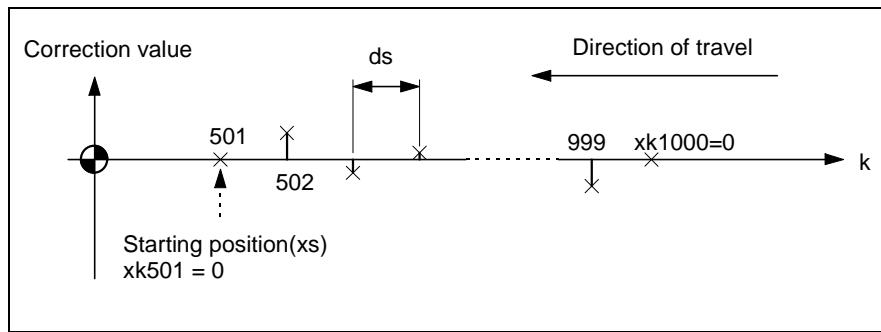 Correction value
ds
Direction of travel
501
999
xk1000=0
502
k
Starting position(xs)
xk501 = 0